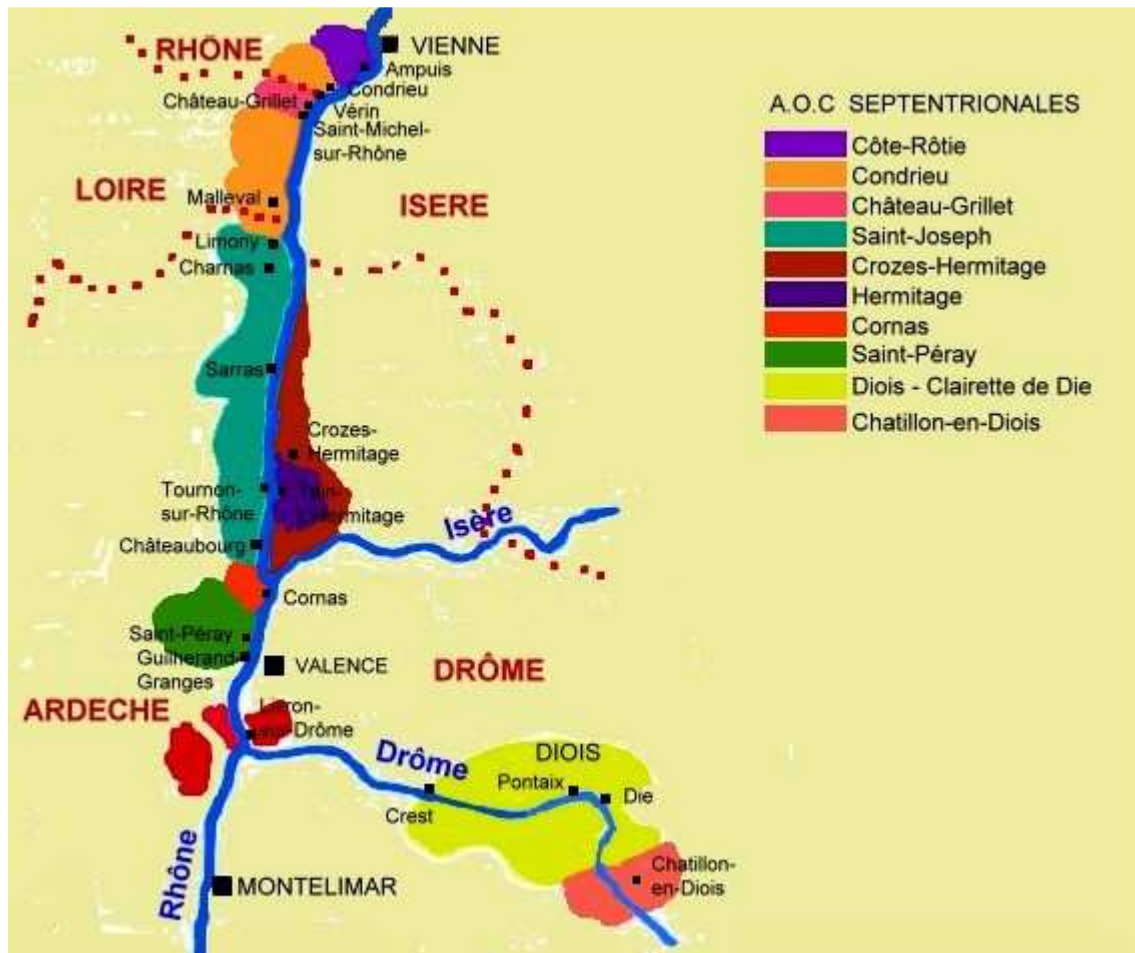 RHÔNE
VIENNE
Ampuis
Condrieu
Château-Grillet
Vérin
Saint-Michel-
sur-Rhône
LOIRE
Malleval
ISERE
Limony
Charnas
Sarras
Crozes-
Hermitage
Tournon-
sur-Rhône
Tain-
Hermitage
Isère
Châteaubourg
Cornas
Saint-Péray
Guilherand
Granges
VALENCE
DRÔME
ARDECHE
Drôme
Drôme
DIOIS
Pontaix
Die
Crest
Chatillon-
en-Diois
Rhône
MONTELIMAR
A.O.C SEPTENTRIONALES
Côte-Rôtie
Condrieu
Château-Grillet
Saint-Joseph
Crozes-Hermitage
Hermitage
Cornas
Saint-Péray
Diois - Clairette de Die
Chatillon-en-Diois